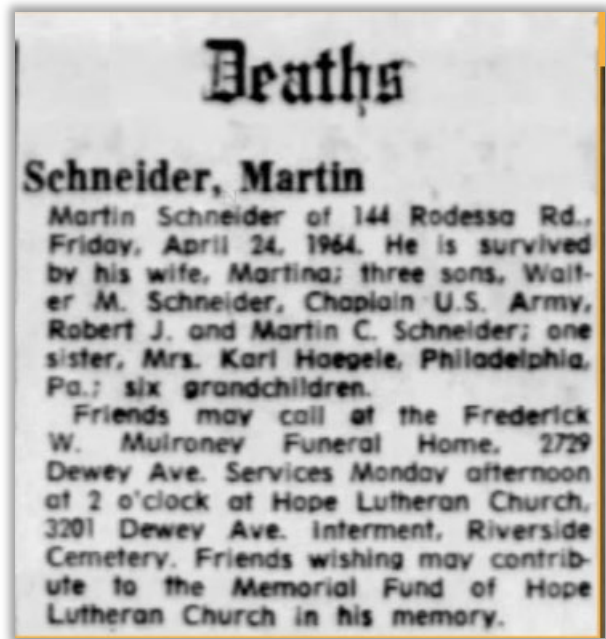 Deaths
Schneider, Martin
Martin Schneider of 144 Rodessa Rd.,
Friday, April 24, 1964. He is survived
by his wife, Martina; three sons, Walt-
er M. Schneider, Chaplain U.S. Army,
Robert J. and Martin C. Schneider; one
sister, Mrs. Karl Haegele, Philadelphia,
Pa.; six grandchildren.
Friends may call at the Frederick
W. Mulroney Funeral Home, 2729
Dewey Ave. Services Monday afternoon
at 2 o'clock at Hope Lutheran Church,
3201 Dewey Ave. Interment, Riverside
Cemetery. Friends wishing may contrib-
ute to the Memorial Fund of Hope
Lutheran Church in his memory.